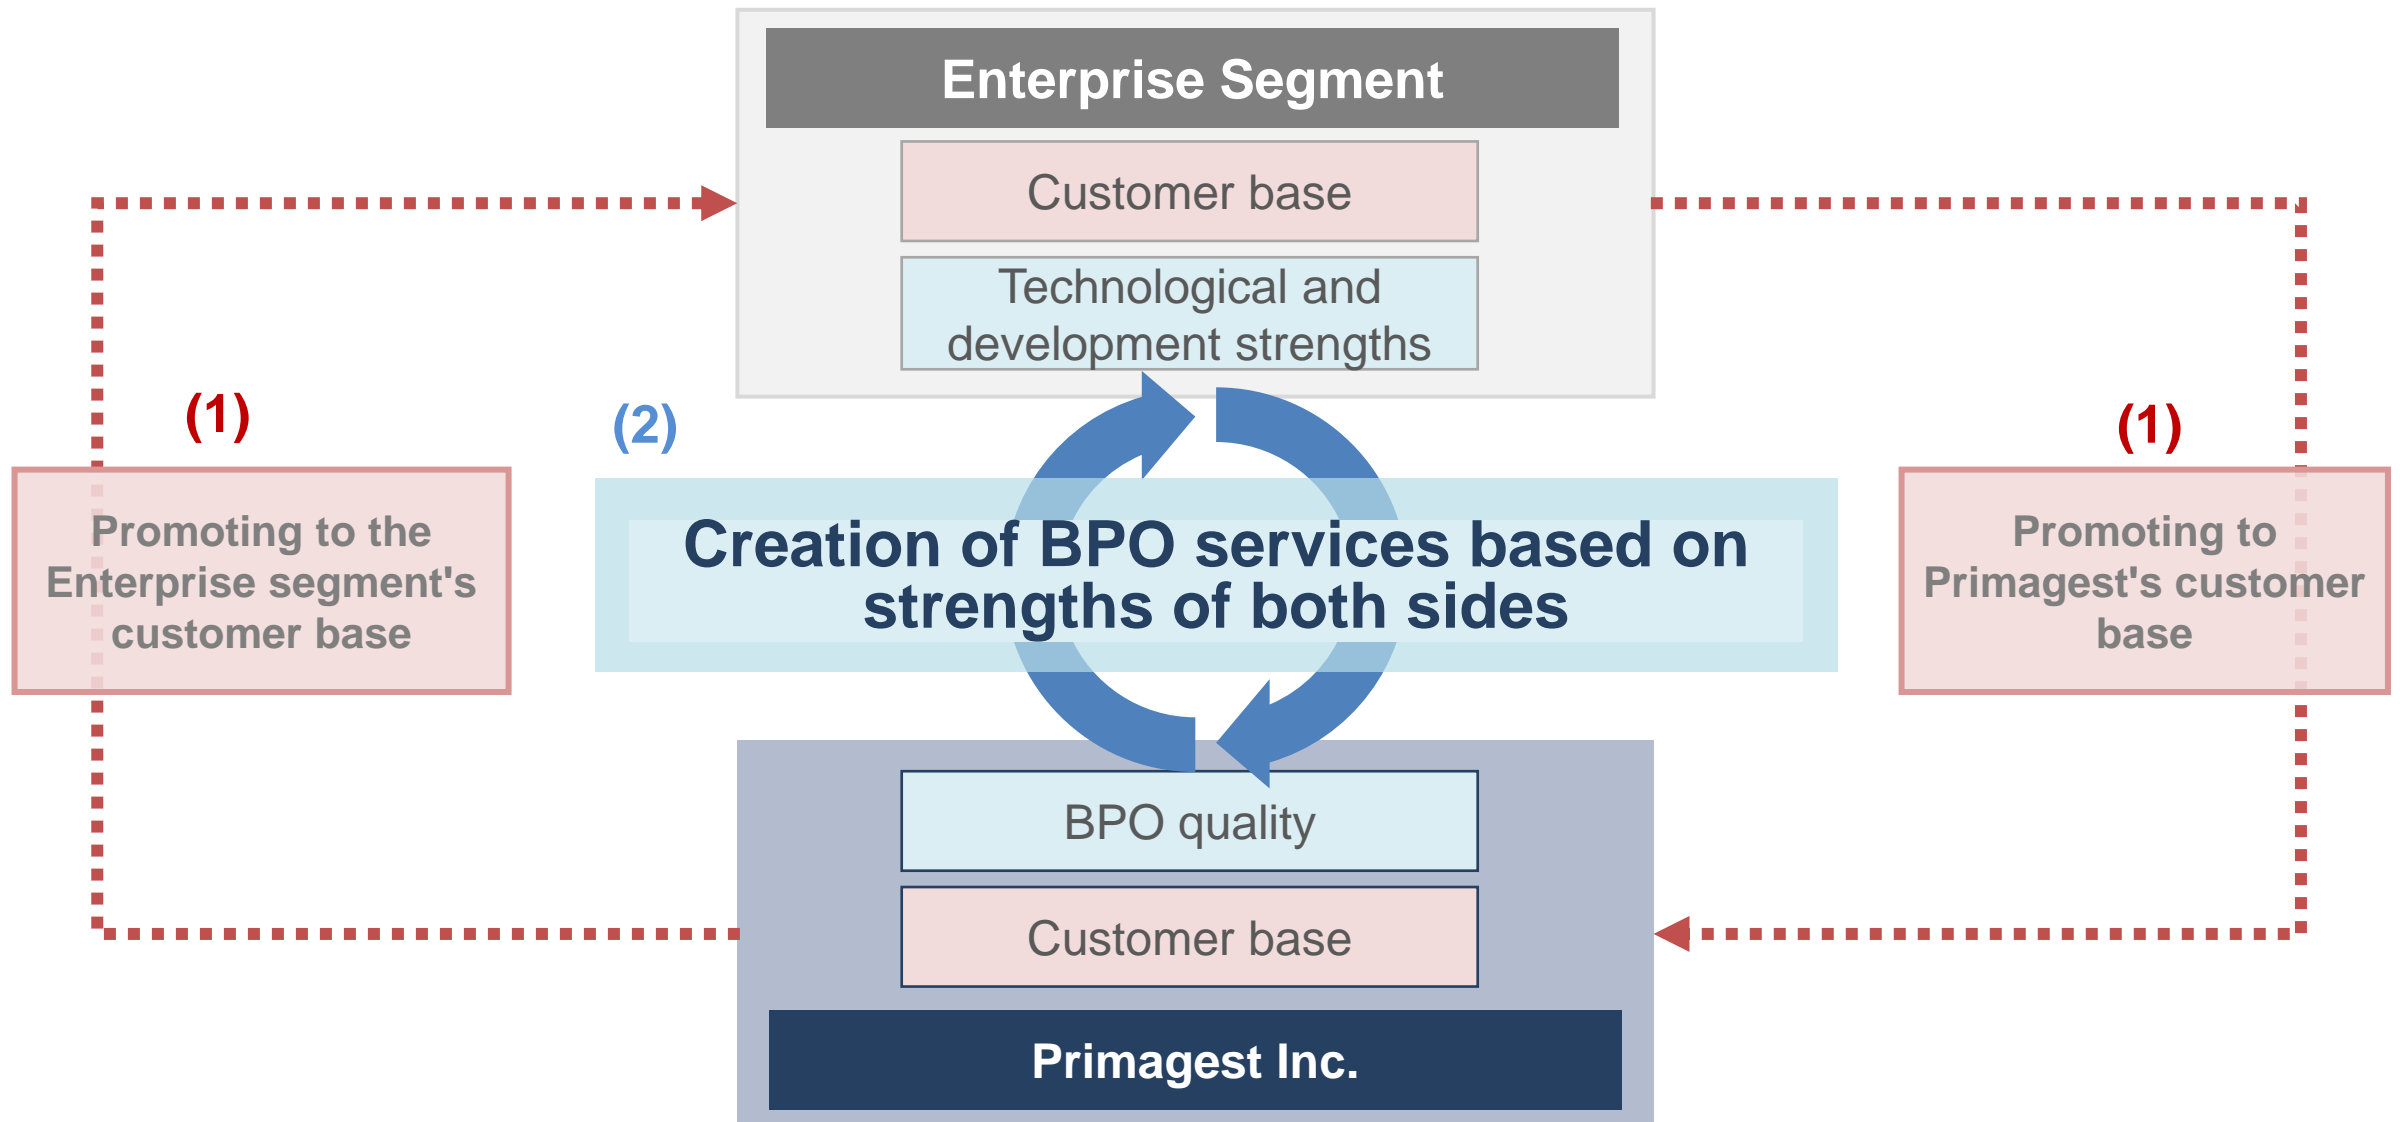 Enterprise Segment
Customer base
Technological and
development strengths
(1)
Promoting to the
Enterprise segment's
customer base
(2)
Creation of BPO services based on
strengths of both sides
(1)
Promoting to
Primagest's customer
base
BPO quality
Customer base
Primagest Inc.